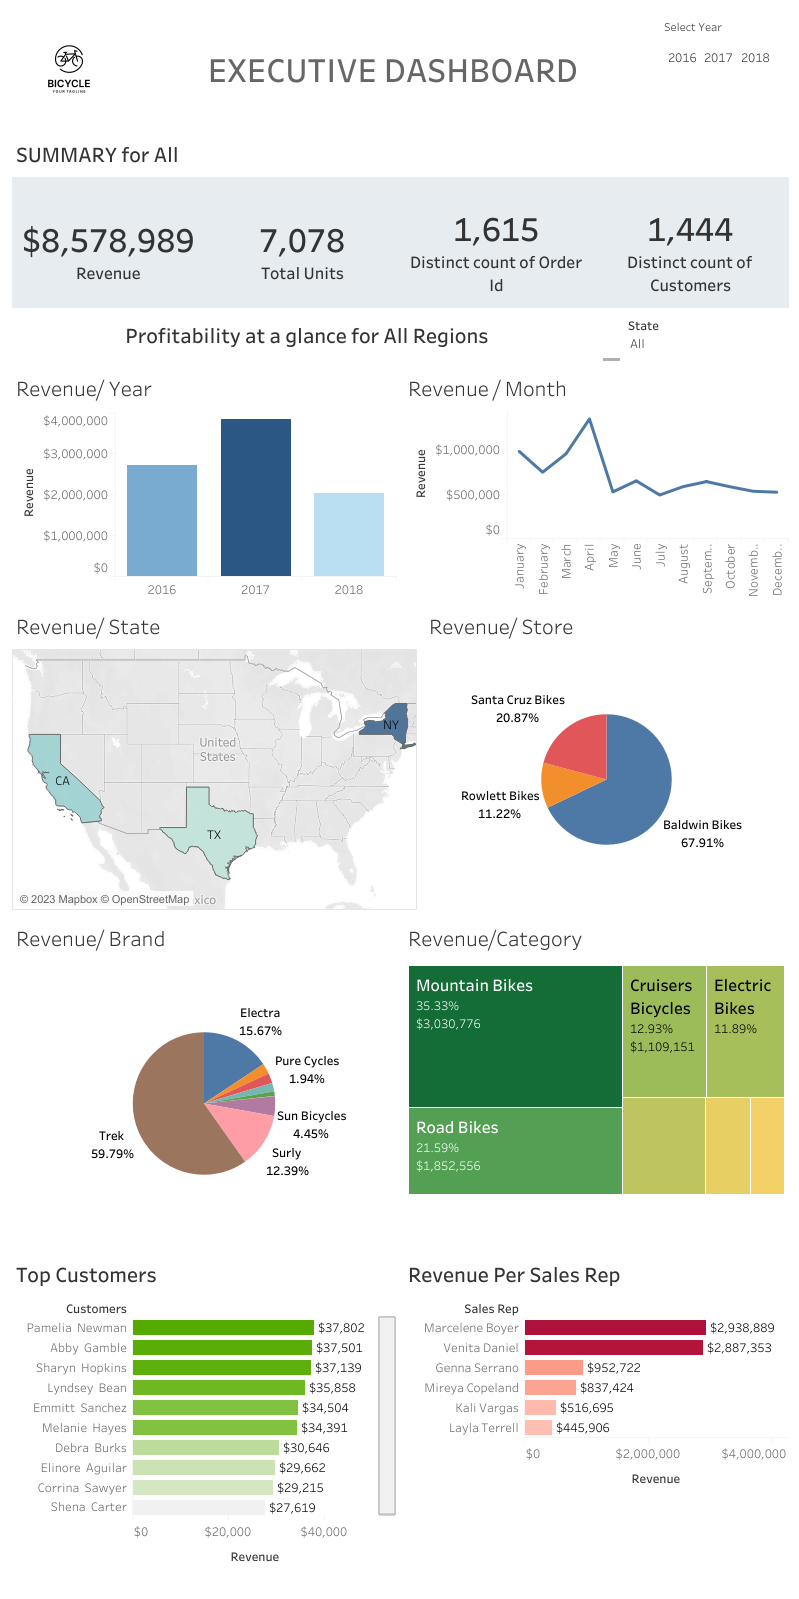 Select Year
2016 2017 2018
BICYCLE
YOUR TAGLINE
EXECUTIVE DASHBOARD
SUMMARY for All
$8,578,989
Revenue
7,078
Total Units
1,615
Distinct count of Order
Id
1,444
Distinct count of
Customers
Profitability at a glance for All Regions
State
All
Revenue/ Year
$4,000,000
$3,000,000
$2,000,000
$1,000,000
$0
Revenue
2016
2017
2018
Revenue / Month
$1,000,000
$500,000
$0
Revenue
January
February
March
April
May
June
July
August
Septem..
October
Novemb..
Decemb..
Revenue/ State
United
States
NY
CA
TX
© 2023 Mapbox © OpenStreetMap
xico
Revenue/ Store
Santa Cruz Bikes
20.87%
Rowlett Bikes
11.22%
Baldwin Bikes
67.91%
Revenue/ Brand
Electra
15.67%
Pure Cycles
1.94%
Sun Bicycles
4.45%
Surly
12.39%
Trek
59.79%
Revenue/Category
Mountain Bikes
35.33%
$3,030,776
Cruisers
Bicycles
12.93%
$1,109,151
Electric
Bikes
11.89%
Road Bikes
21.59%
$1,852,556
Top Customers
Customers
Pamelia Newman $37,802
Abby Gamble $37,501
Sharyn Hopkins $37,139
Lyndsey Bean $35,858
Emmitt Sanchez $34,504
Melanie Hayes $34,391
Debra Burks $30,646
Elinore Aguilar $29,662
Corrina Sawyer $29,215
Shena Carter $27,619
$0 $20,000 $40,000
Revenue
Revenue Per Sales Rep
Sales Rep
Marcelene Boyer $2,938,889
Venita Daniel $2,887,353
Genna Serrano $952,722
Mireya Copeland $837,424
Kali Vargas $516,695
Layla Terrell $445,906
$0 $2,000,000 $4,000,000
Revenue